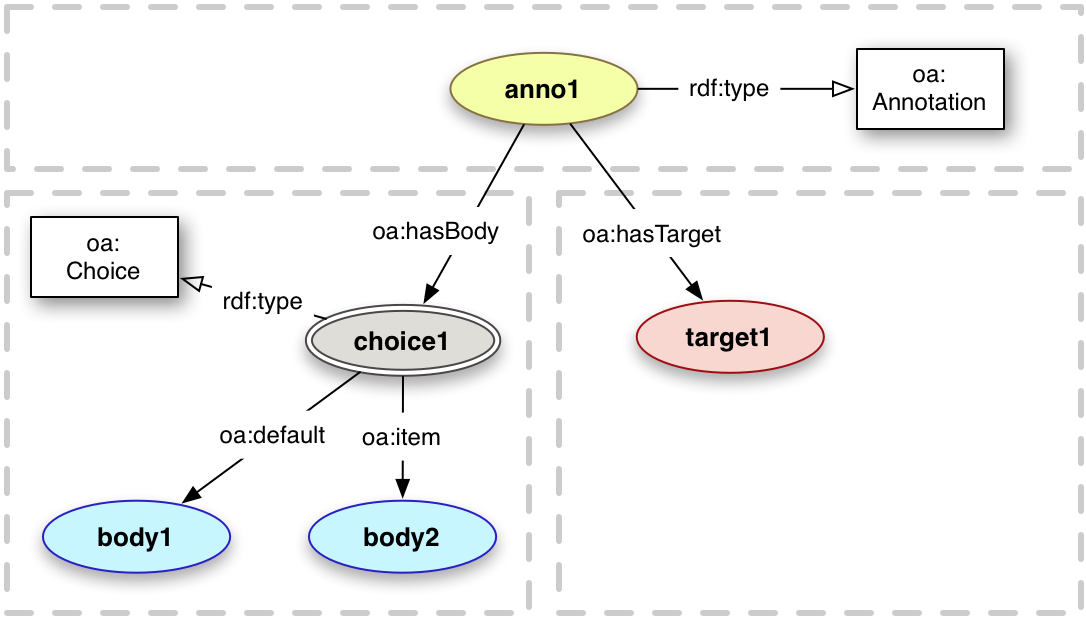 anno1
rdf:type
oa:
Annotation
oa:hasBody
oa:hasTarget
oa:
Choice
rdf:type
choice1
target1
oa:default
oa:item
body1
body2